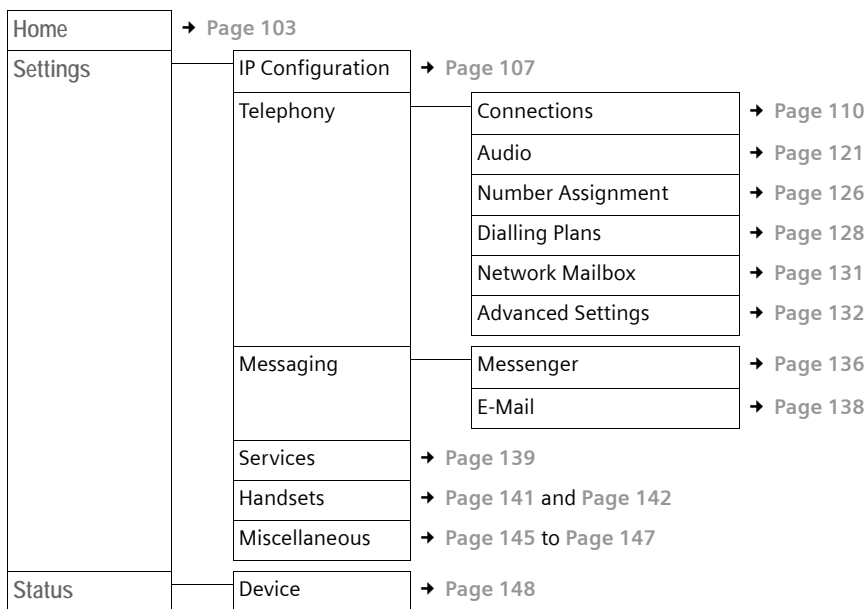 Home → Page 103
Settings IP Configuration → Page 107
Telephony Connections → Page 110
Audio → Page 121
Number Assignment → Page 126
Dialling Plans → Page 128
Network Mailbox → Page 131
Advanced Settings → Page 132
Messaging Messenger → Page 136
E-Mail → Page 138
Services → Page 139
Handsets → Page 141 and Page 142
Miscellaneous → Page 145 to Page 147
Status Device → Page 148